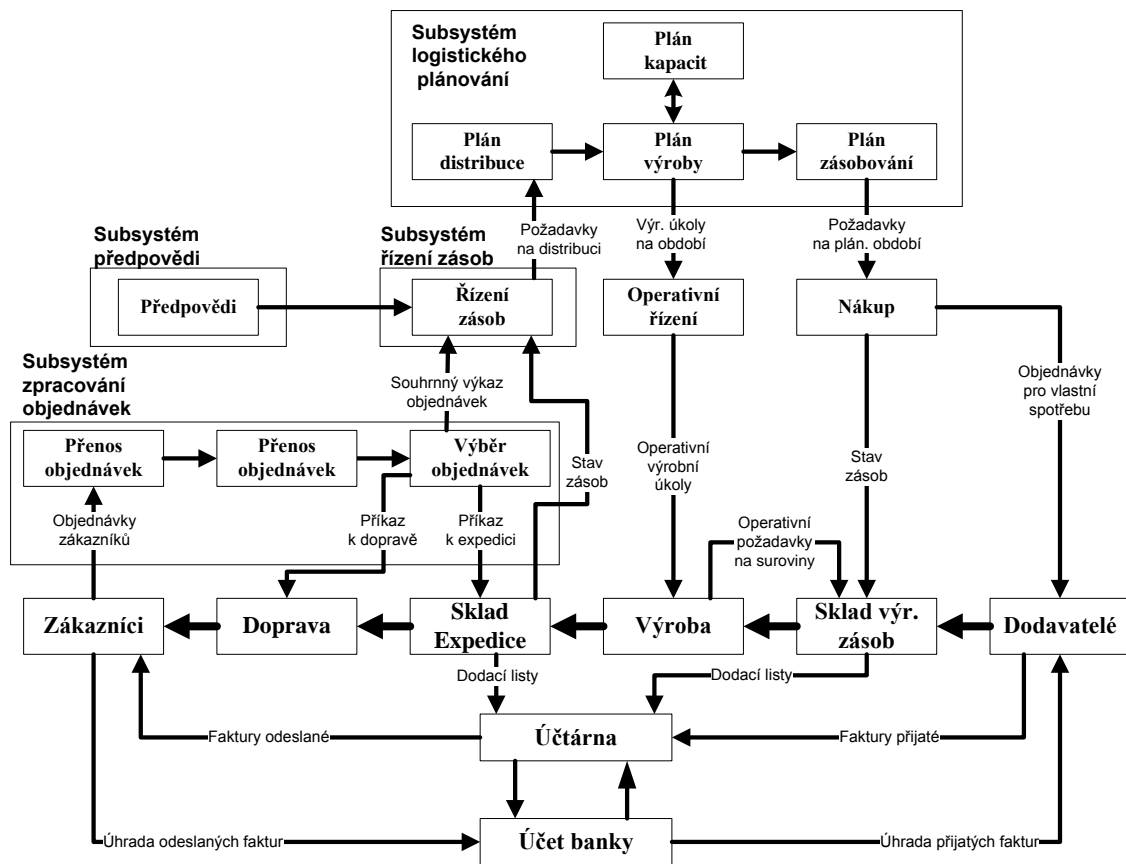 Subsystém
logistického
plánování
Plán
kapacit
Plán
distribuce
Plán
výroby
Plán
zásobování
Požadavky
na distribuci
Výr. úkoly
na období
Požadavky
na plán. období
Subsystém
předpovědi
Subsystém
řízení zásob
Předpovědi
Řízení
zásob
Operativní
řízení
Nákup
Subsystém
zpracování
objednávek
Souhrnný výkaz
objednávek
Objednávky
pro vlastní
spotřebu
Přenos
objednávek
Přenos
objednávek
Výběr
objednávek
Stav
zásob
Operativní
výrobní
úkoly
Stav
zásob
Objednávky
zákazníků
Příkaz
k dopravě
Příkaz
k expedici
Operativní
požadavky
na suroviny
Zákazníci
Doprava
Sklad
Expedice
Výroba
Sklad výr.
zásob
Dodavatelé
Dodací listy
Dodací listy
Faktury odeslané
Účtárna
Faktury přijaté
Úhrada odeslaných faktur
Účet banky
Úhrada přijatých faktur